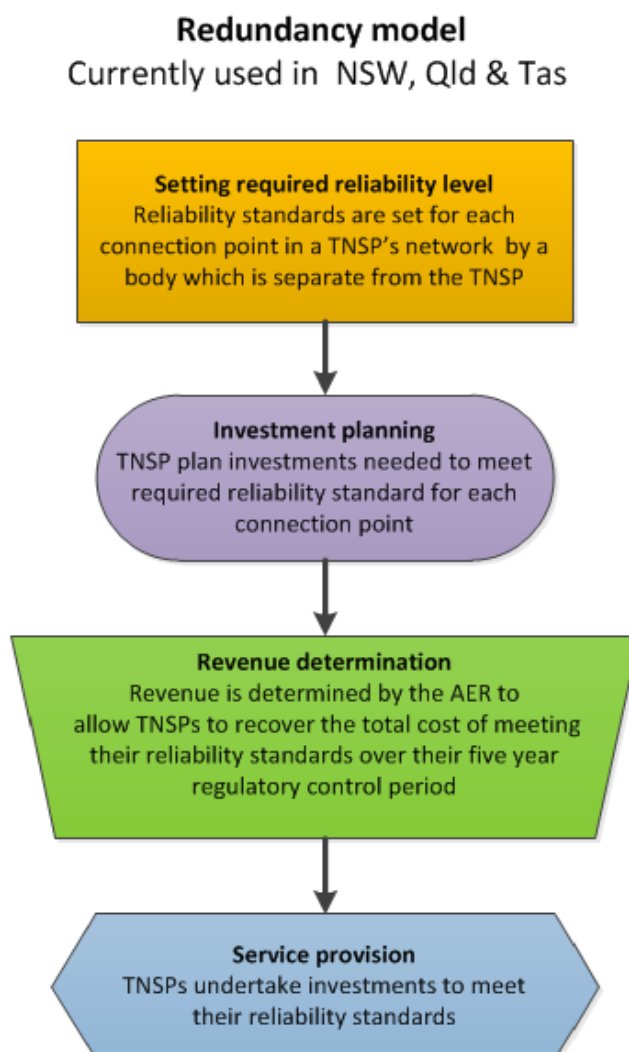 Redundancy model
Currently used in NSW, Qld & Tas
Setting required reliability level
Reliability standards are set for each
connection point in a TNSP's network by a
body which is separate from the TNSP
Investment planning
TNSP plan investments needed to meet
required reliability standard for each
connection point
Revenue determination
Revenue is determined by the AER to
allow TNSPs to recover the total cost of meeting
their reliability standards over their five year
regulatory control period
Service provision
TNSPs undertake investments to meet
their reliability standards